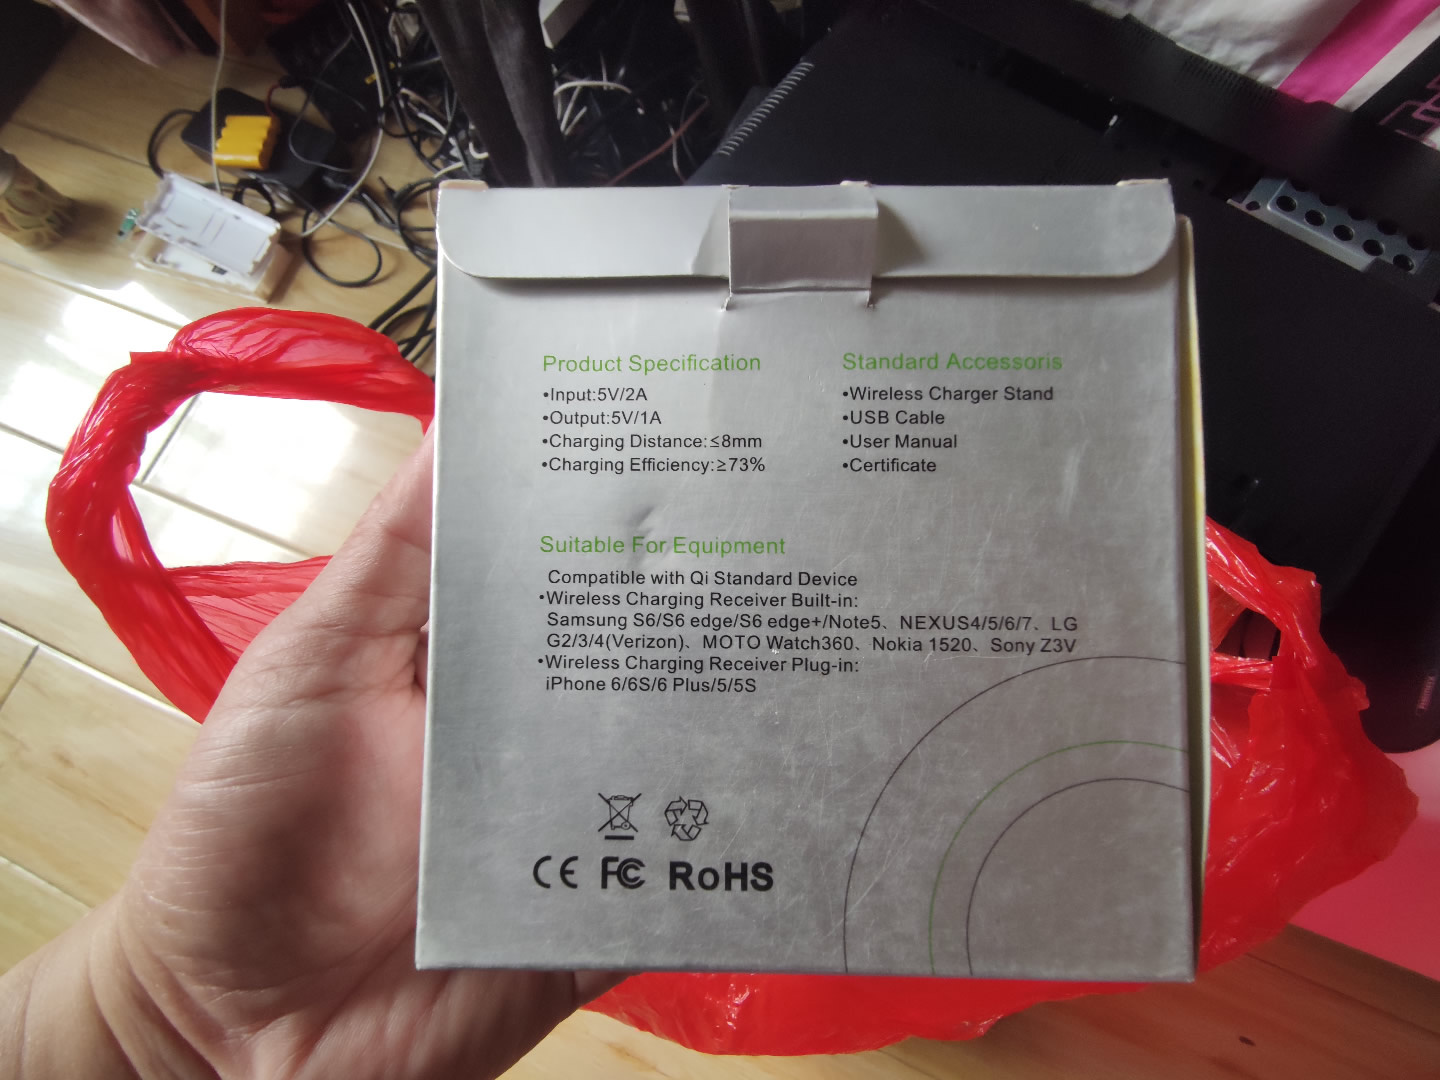 Product Specification
•Input:5V/2A
•Output:5V/1A
•Charging Distance:≤8mm
•Charging Efficiency:≥73%
Standard Accessoris
•Wireless Charger Stand
•USB Cable
•User Manual
•Certificate
Suitable For Equipment
Compatible with Qi Standard Device
•Wireless Charging Receiver Built-in:
Samsung S6/S6 edge/S6 edge+/Note5、NEXUS4/5/6/7、LG
G2/3/4(Verizon)、MOTO Watch360、Nokia 1520、Sony Z3V
•Wireless Charging Receiver Plug-in:
iPhone 6/6S/6 Plus/5/5S
CE FC RoHS